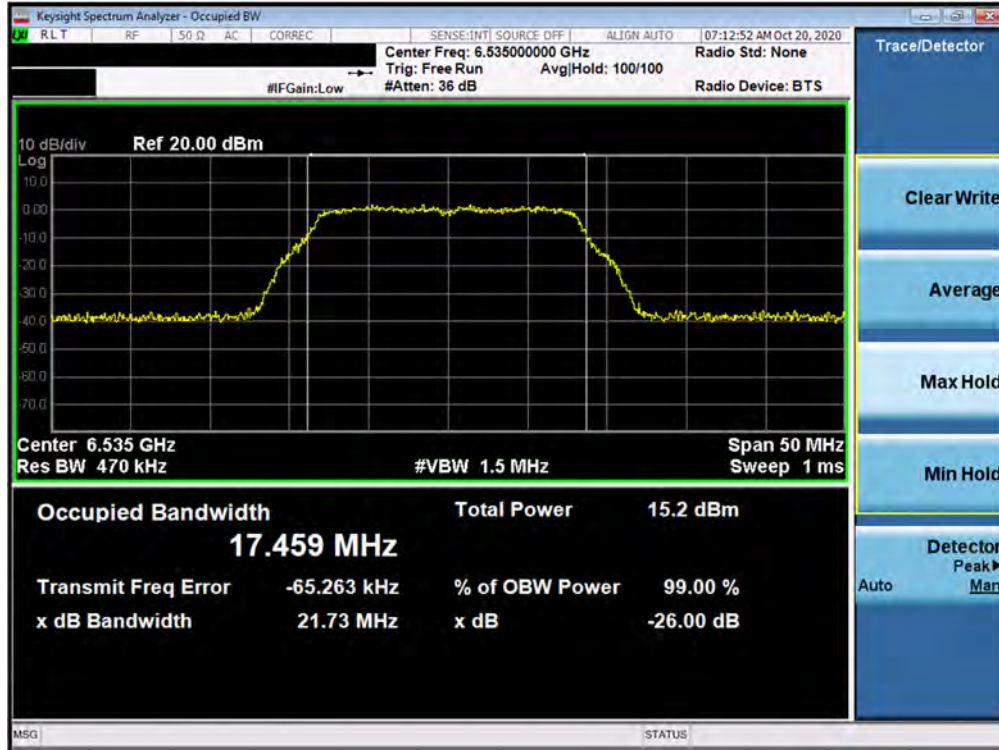 Keysight Spectrum Analyzer - Occupied BW
LXI RLT RF 50 Ω AC CORREC SENSE:INT SOURCE OFF ALIGN AUTO 07:12:52 AM Oct 20, 2020
Center Freq: 6.535000000 GHz Radio Std: None
Trig: Free Run Avg|Hold: 100/100
#IFGain:Low #Atten: 36 dB Radio Device: BTS
Trace/Detector
10 dB/div Ref 20.00 dBm
Log
10.0
0.00
-10.0
-20.0
-30.0
-40.0
-50.0
-60.0
-70.0
Center 6.535 GHz Span 50 MHz
Res BW 470 kHz #VBW 1.5 MHz Sweep 1 ms
Occupied Bandwidth Total Power 15.2 dBm
17.459 MHz
Transmit Freq Error -65.263 kHz % of OBW Power 99.00 %
x dB Bandwidth 21.73 MHz x dB -26.00 dB
Clear Write
Average
Max Hold
Min Hold
Detector
Peak▶
Auto Man
MSG STATUS